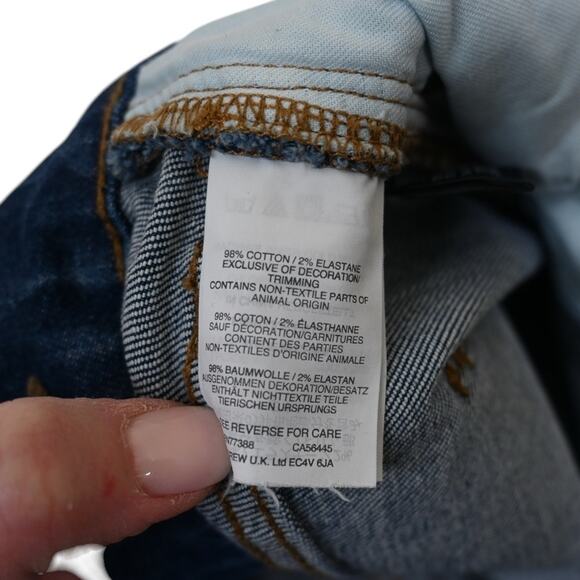 98% COTTON / 2% ELASTANE
EXCLUSIVE OF DECORATION/
TRIMMING
CONTAINS NON-TEXTILE PARTS OF
ANIMAL ORIGIN
98% COTON / 2% ÉLASTHANNE
SAUF DÉCORATION/GARNITURES
CONTIENT DES PARTIES
NON-TEXTILES D'ORIGINE ANIMALE
98% BAUMWOLLE / 2% ELASTAN
AUSGENOMMEN DEKORATION/BESATZ
ENTHÄLT NICHTTEXTILE TEILE
TIERISCHEN URSPRUNGS
REVERSE FOR CARE
77388 CA56445
U.K. Ltd EC4V 6JA